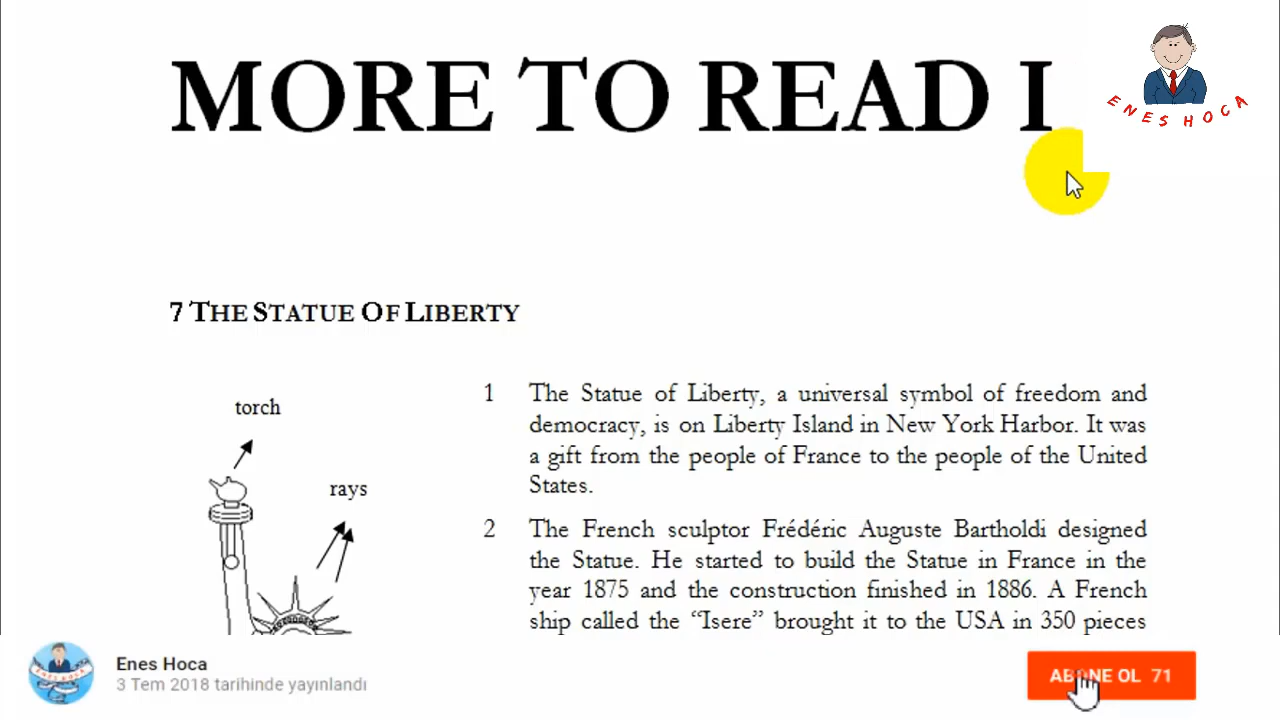 MORE TO READ I
ENES HOCA
7 THE STATUE OF LIBERTY
torch
rays
1 The Statue of Liberty, a universal symbol of freedom and
democracy, is on Liberty Island in New York Harbor. It was
a gift from the people of France to the people of the United
States.
2 The French sculptor Frédéric Auguste Bartholdi designed
the Statue. He started to build the Statue in France in the
year 1875 and the construction finished in 1886. A French
ship called the “Isere” brought it to the USA in 350 pieces
ENES HOCA
Enes Hoca
3 Tem 2018 tarihinde yayınlandı
ABONE OL 71